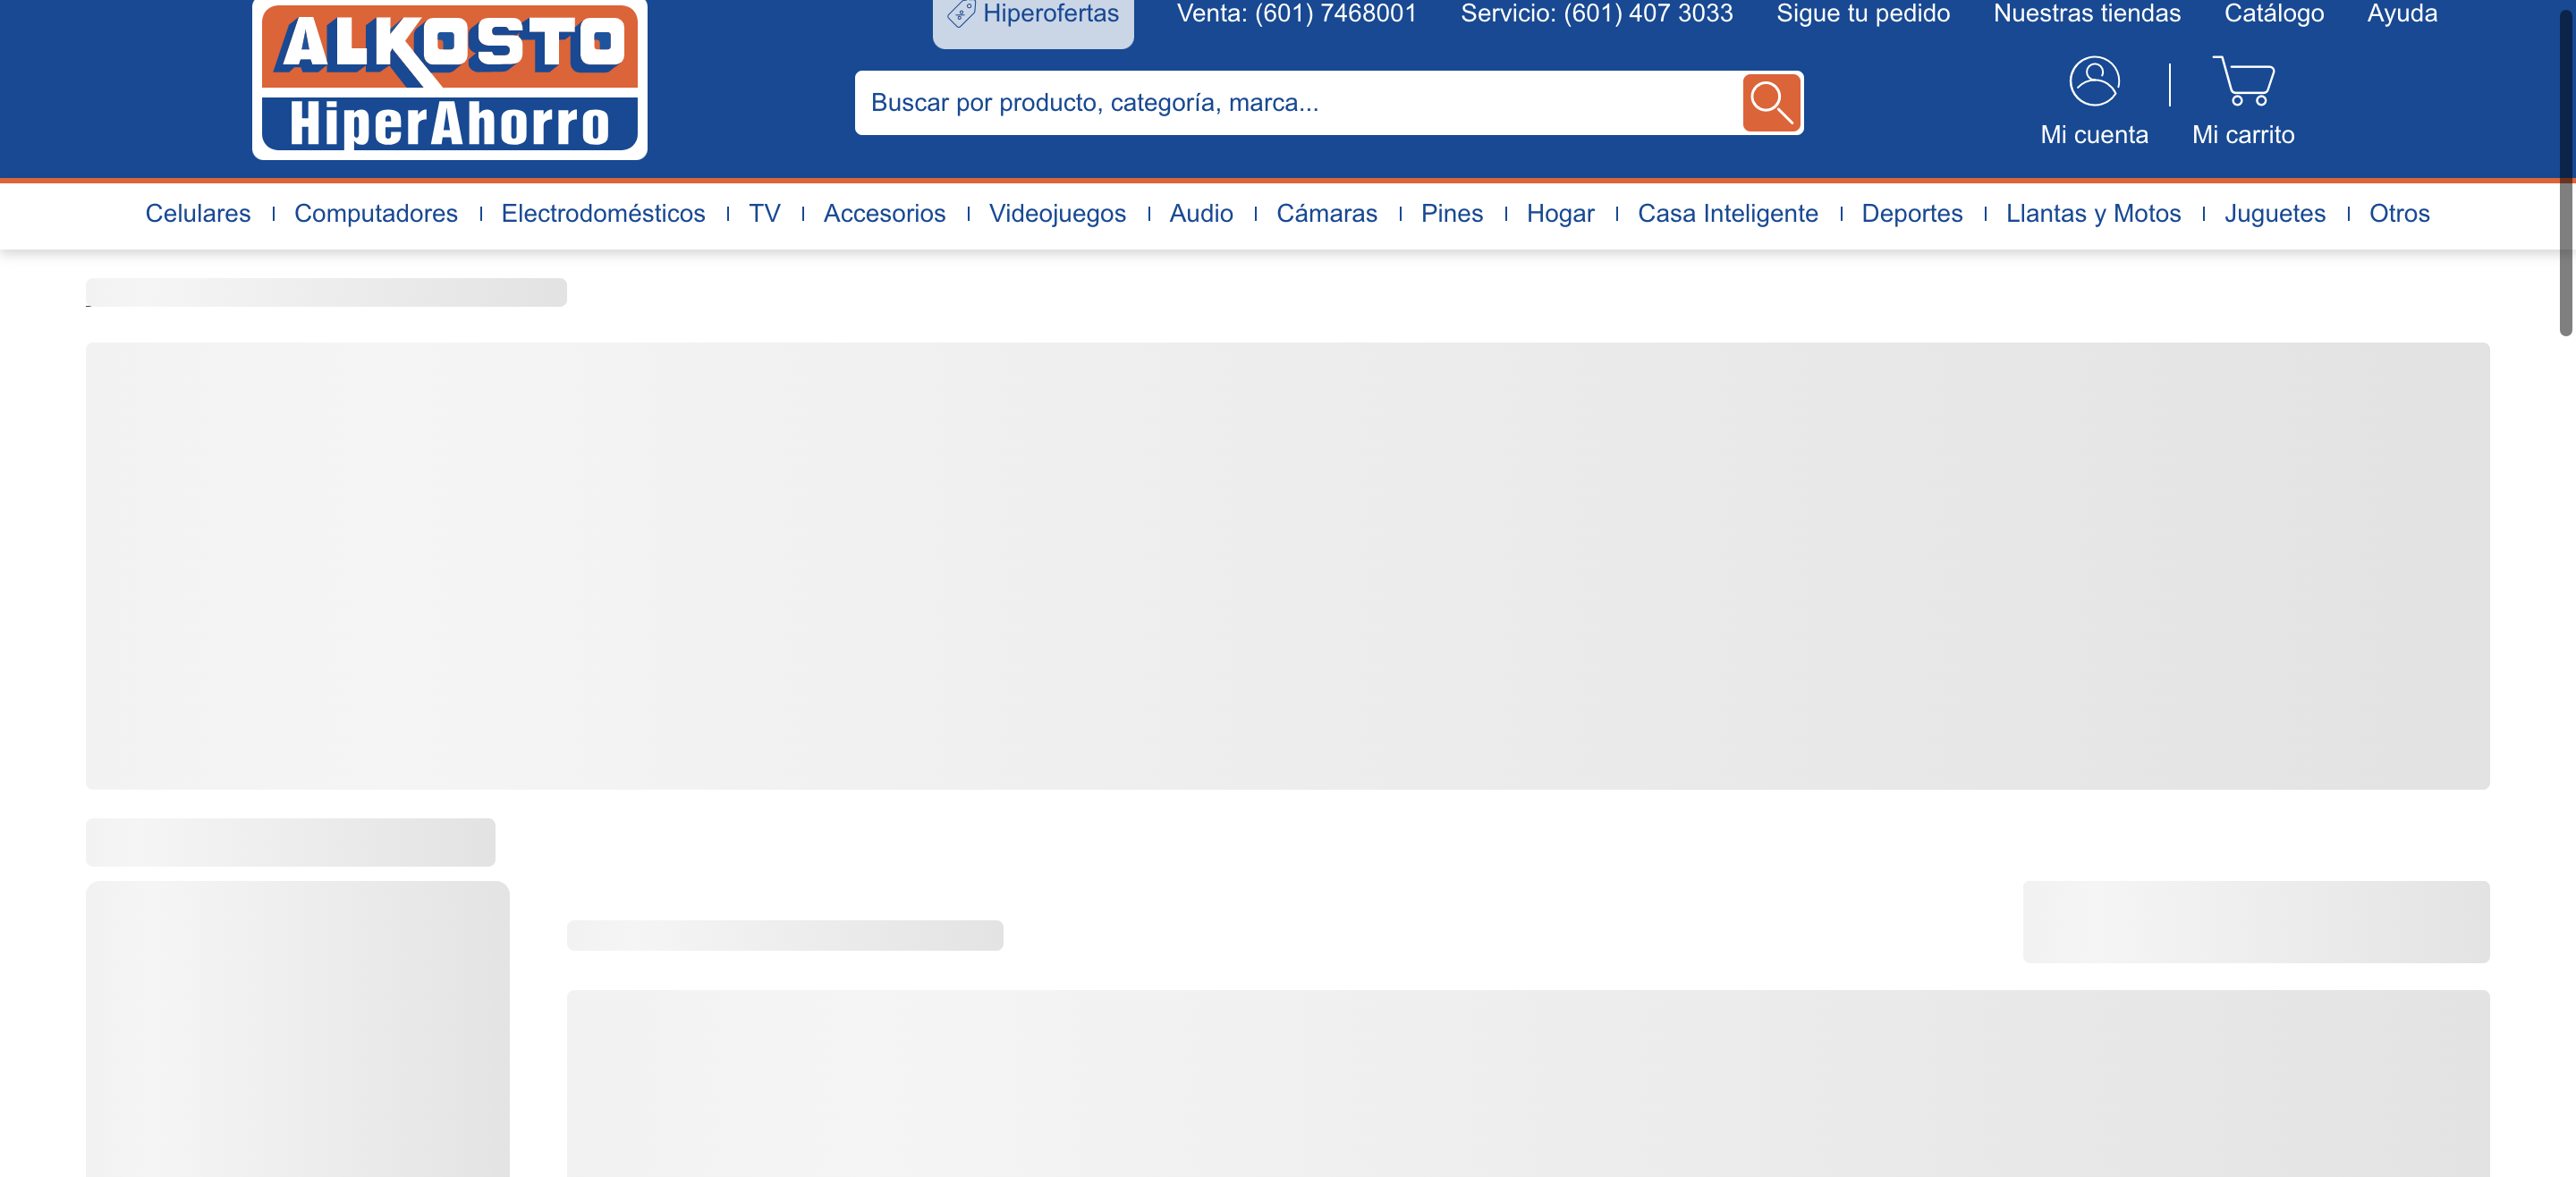 ALKOSTO
HiperAhorro
Hiperofertas
Venta: (601) 7468001
Servicio: (601) 407 3033
Sigue tu pedido
Nuestras tiendas
Catálogo
Ayuda
Buscar por producto, categoría, marca...
Mi cuenta
Mi carrito
Celulares
Computadores
Electrodomésticos
TV
Accesorios
Videojuegos
Audio
Cámaras
Pines
Hogar
Casa Inteligente
Deportes
Llantas y Motos
Juguetes
Otros